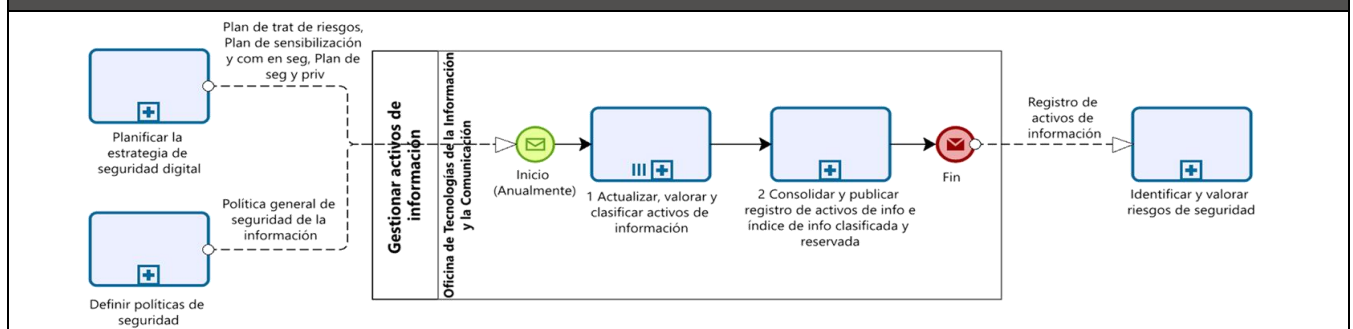 Plan de trat de riesgos,
Plan de sensibilización
y com en seg, Plan de
seg y priv
Planificar la
estrategia de
seguridad digital
Política general de
seguridad de la
información
Definir políticas de
seguridad
Gestionar activos de
información
Oficina de Tecnologías de la Información
y la Comunicación
Inicio
(Anualmente)
1 Actualizar, valorar y
clasificar activos de
información
2 Consolidar y publicar
registro de activos de info e
índice de info clasificada y
reservada
Fin
Registro de
activos de
información
Identificar y valorar
riesgos de seguridad